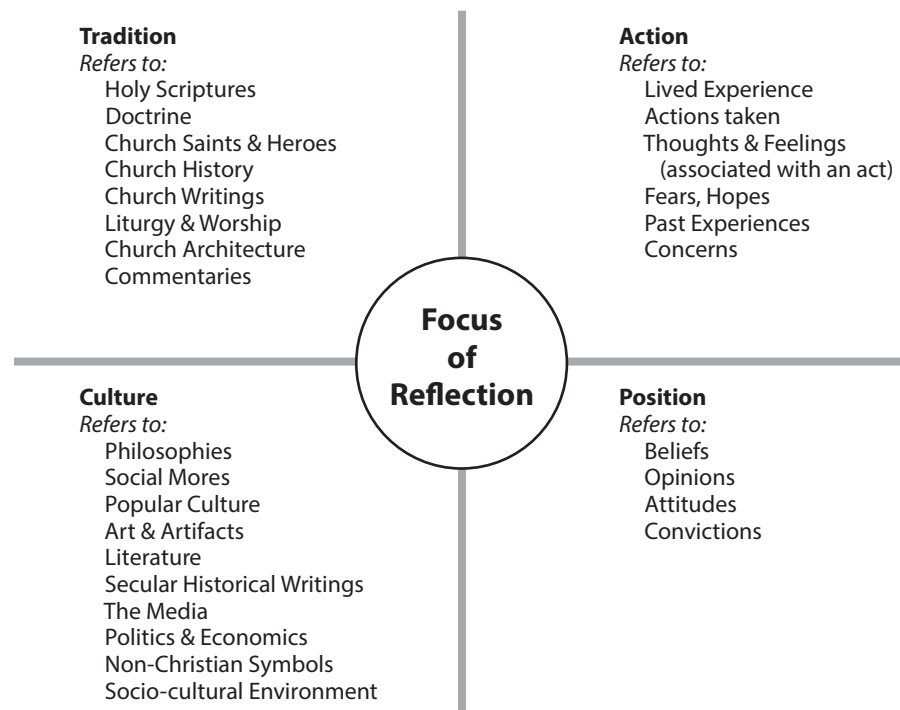 Tradition
Refers to:
Holy Scriptures
Doctrine
Church Saints & Heroes
Church History
Church Writings
Liturgy & Worship
Church Architecture
Commentaries
Action
Refers to:
Lived Experience
Actions taken
Thoughts & Feelings
(associated with an act)
Fears, Hopes
Past Experiences
Concerns
Focus
of
Reflection
Culture
Refers to:
Philosophies
Social Mores
Popular Culture
Art & Artifacts
Literature
Secular Historical Writings
The Media
Politics & Economics
Non-Christian Symbols
Socio-cultural Environment
Position
Refers to:
Beliefs
Opinions
Attitudes
Convictions